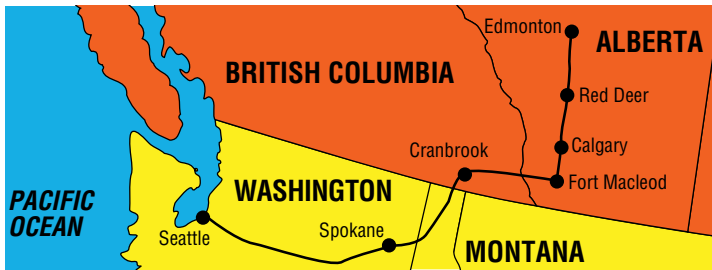 Edmonton
ALBERTA
BRITISH COLUMBIA
Red Deer
Calgary
Cranbrook
Fort Macleod
WASHINGTON
PACIFIC
OCEAN
Seattle
Spokane
MONTANA